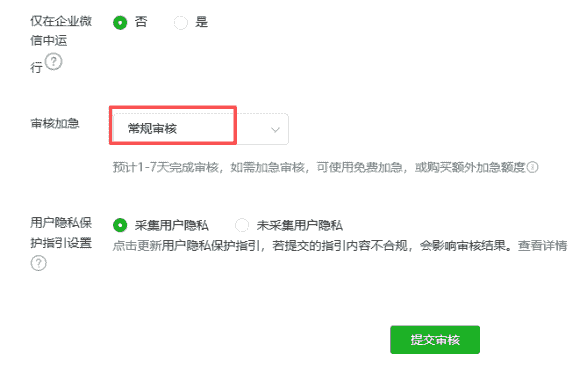 仅在企业微信中运行? 否 是
审核加急 常规审核
预计1-7天完成审核，如需加急审核，可使用免费加急，或购买额外加急额度
用户隐私保护指引设置? 采集用户隐私 未采集用户隐私
点击更新用户隐私保护指引，若提交的指引内容不合规，会影响审核结果。查看详情
提交审核